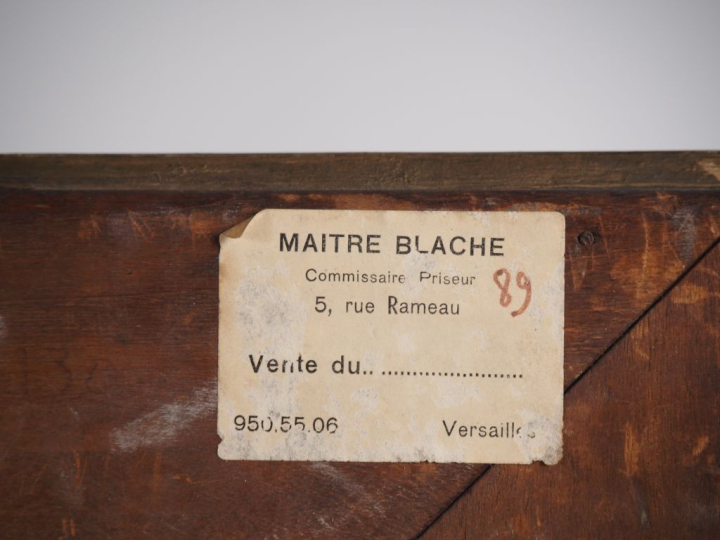 MAITRE BLACHE
Commissaire Priseur
89
5, rue Rameau
Vente du.. .......................
950.55.06 Versailles